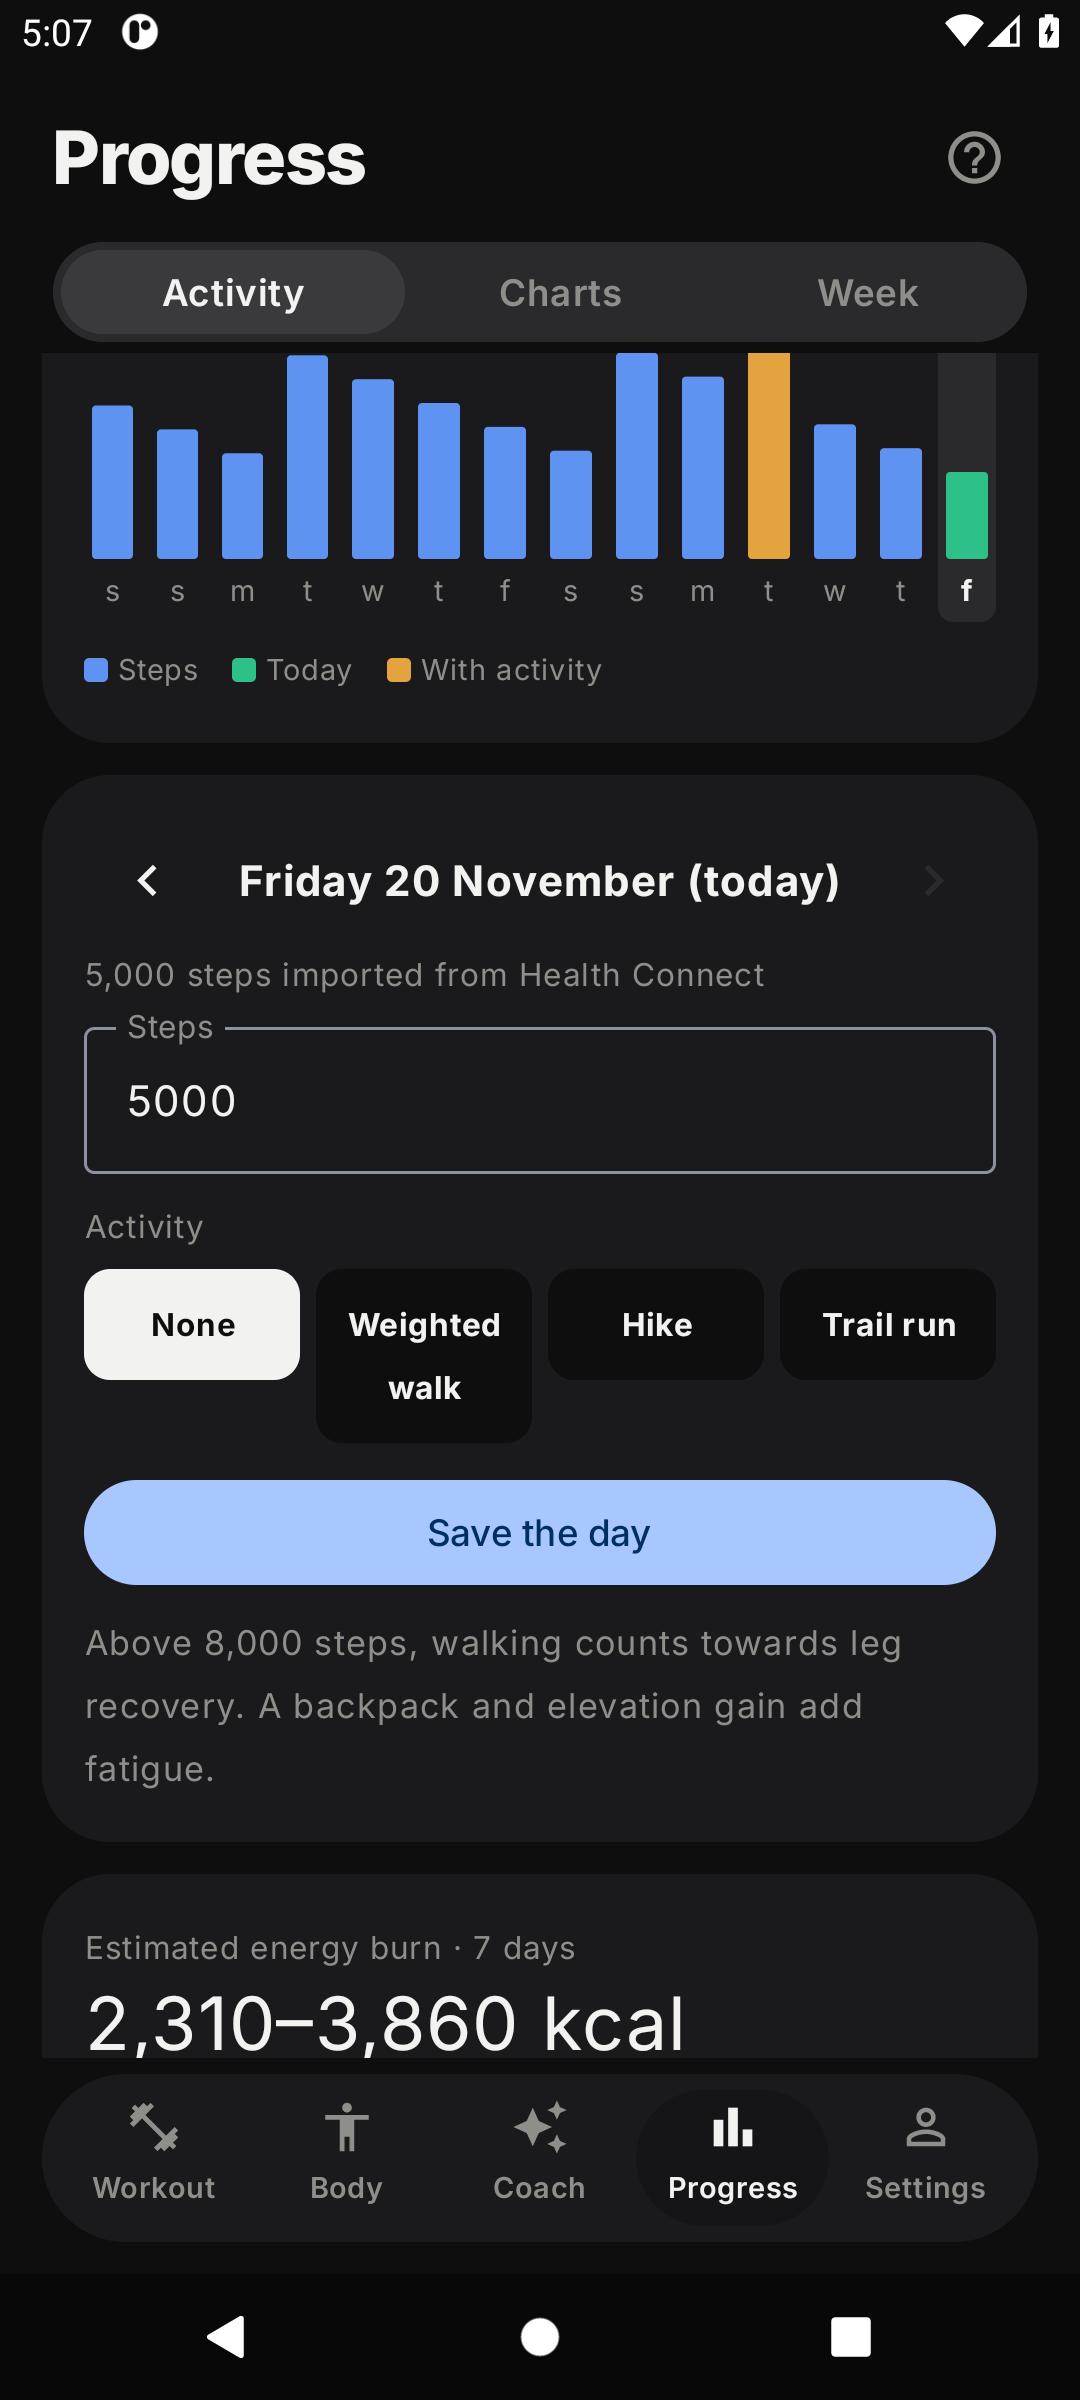 5:07
Progress
Activity Charts Week
s s m t w t f s s m t w t f
Steps Today With activity
Friday 20 November (today)
5,000 steps imported from Health Connect
Steps
5000
Activity
None Weighted walk Hike Trail run
Save the day
Above 8,000 steps, walking counts towards leg
recovery. A backpack and elevation gain add
fatigue.
Estimated energy burn · 7 days
2,310–3,860 kcal
Workout Body Coach Progress Settings